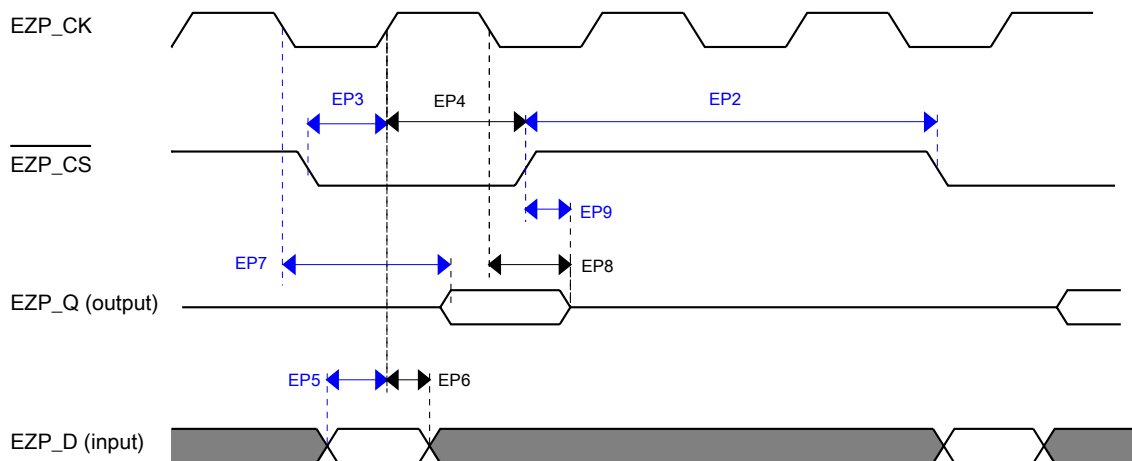 EZP_CK
EP3
EP4
EP2
EZP_CS
EP9
EP7
EP8
EZP_Q (output)
EP5
EP6
EZP_D (input)